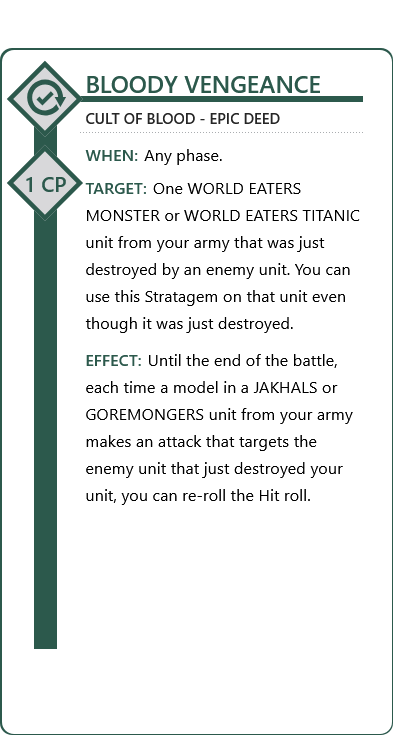 BLOODY VENGEANCE
CULT OF BLOOD - EPIC DEED
WHEN: Any phase.
1 CP
TARGET: One WORLD EATERS
MONSTER or WORLD EATERS TITANIC
unit from your army that was just
destroyed by an enemy unit. You can
use this Stratagem on that unit even
though it was just destroyed.
EFFECT: Until the end of the battle,
each time a model in a JAKHALS or
GOREMONGERS unit from your army
makes an attack that targets the
enemy unit that just destroyed your
unit, you can re-roll the Hit roll.